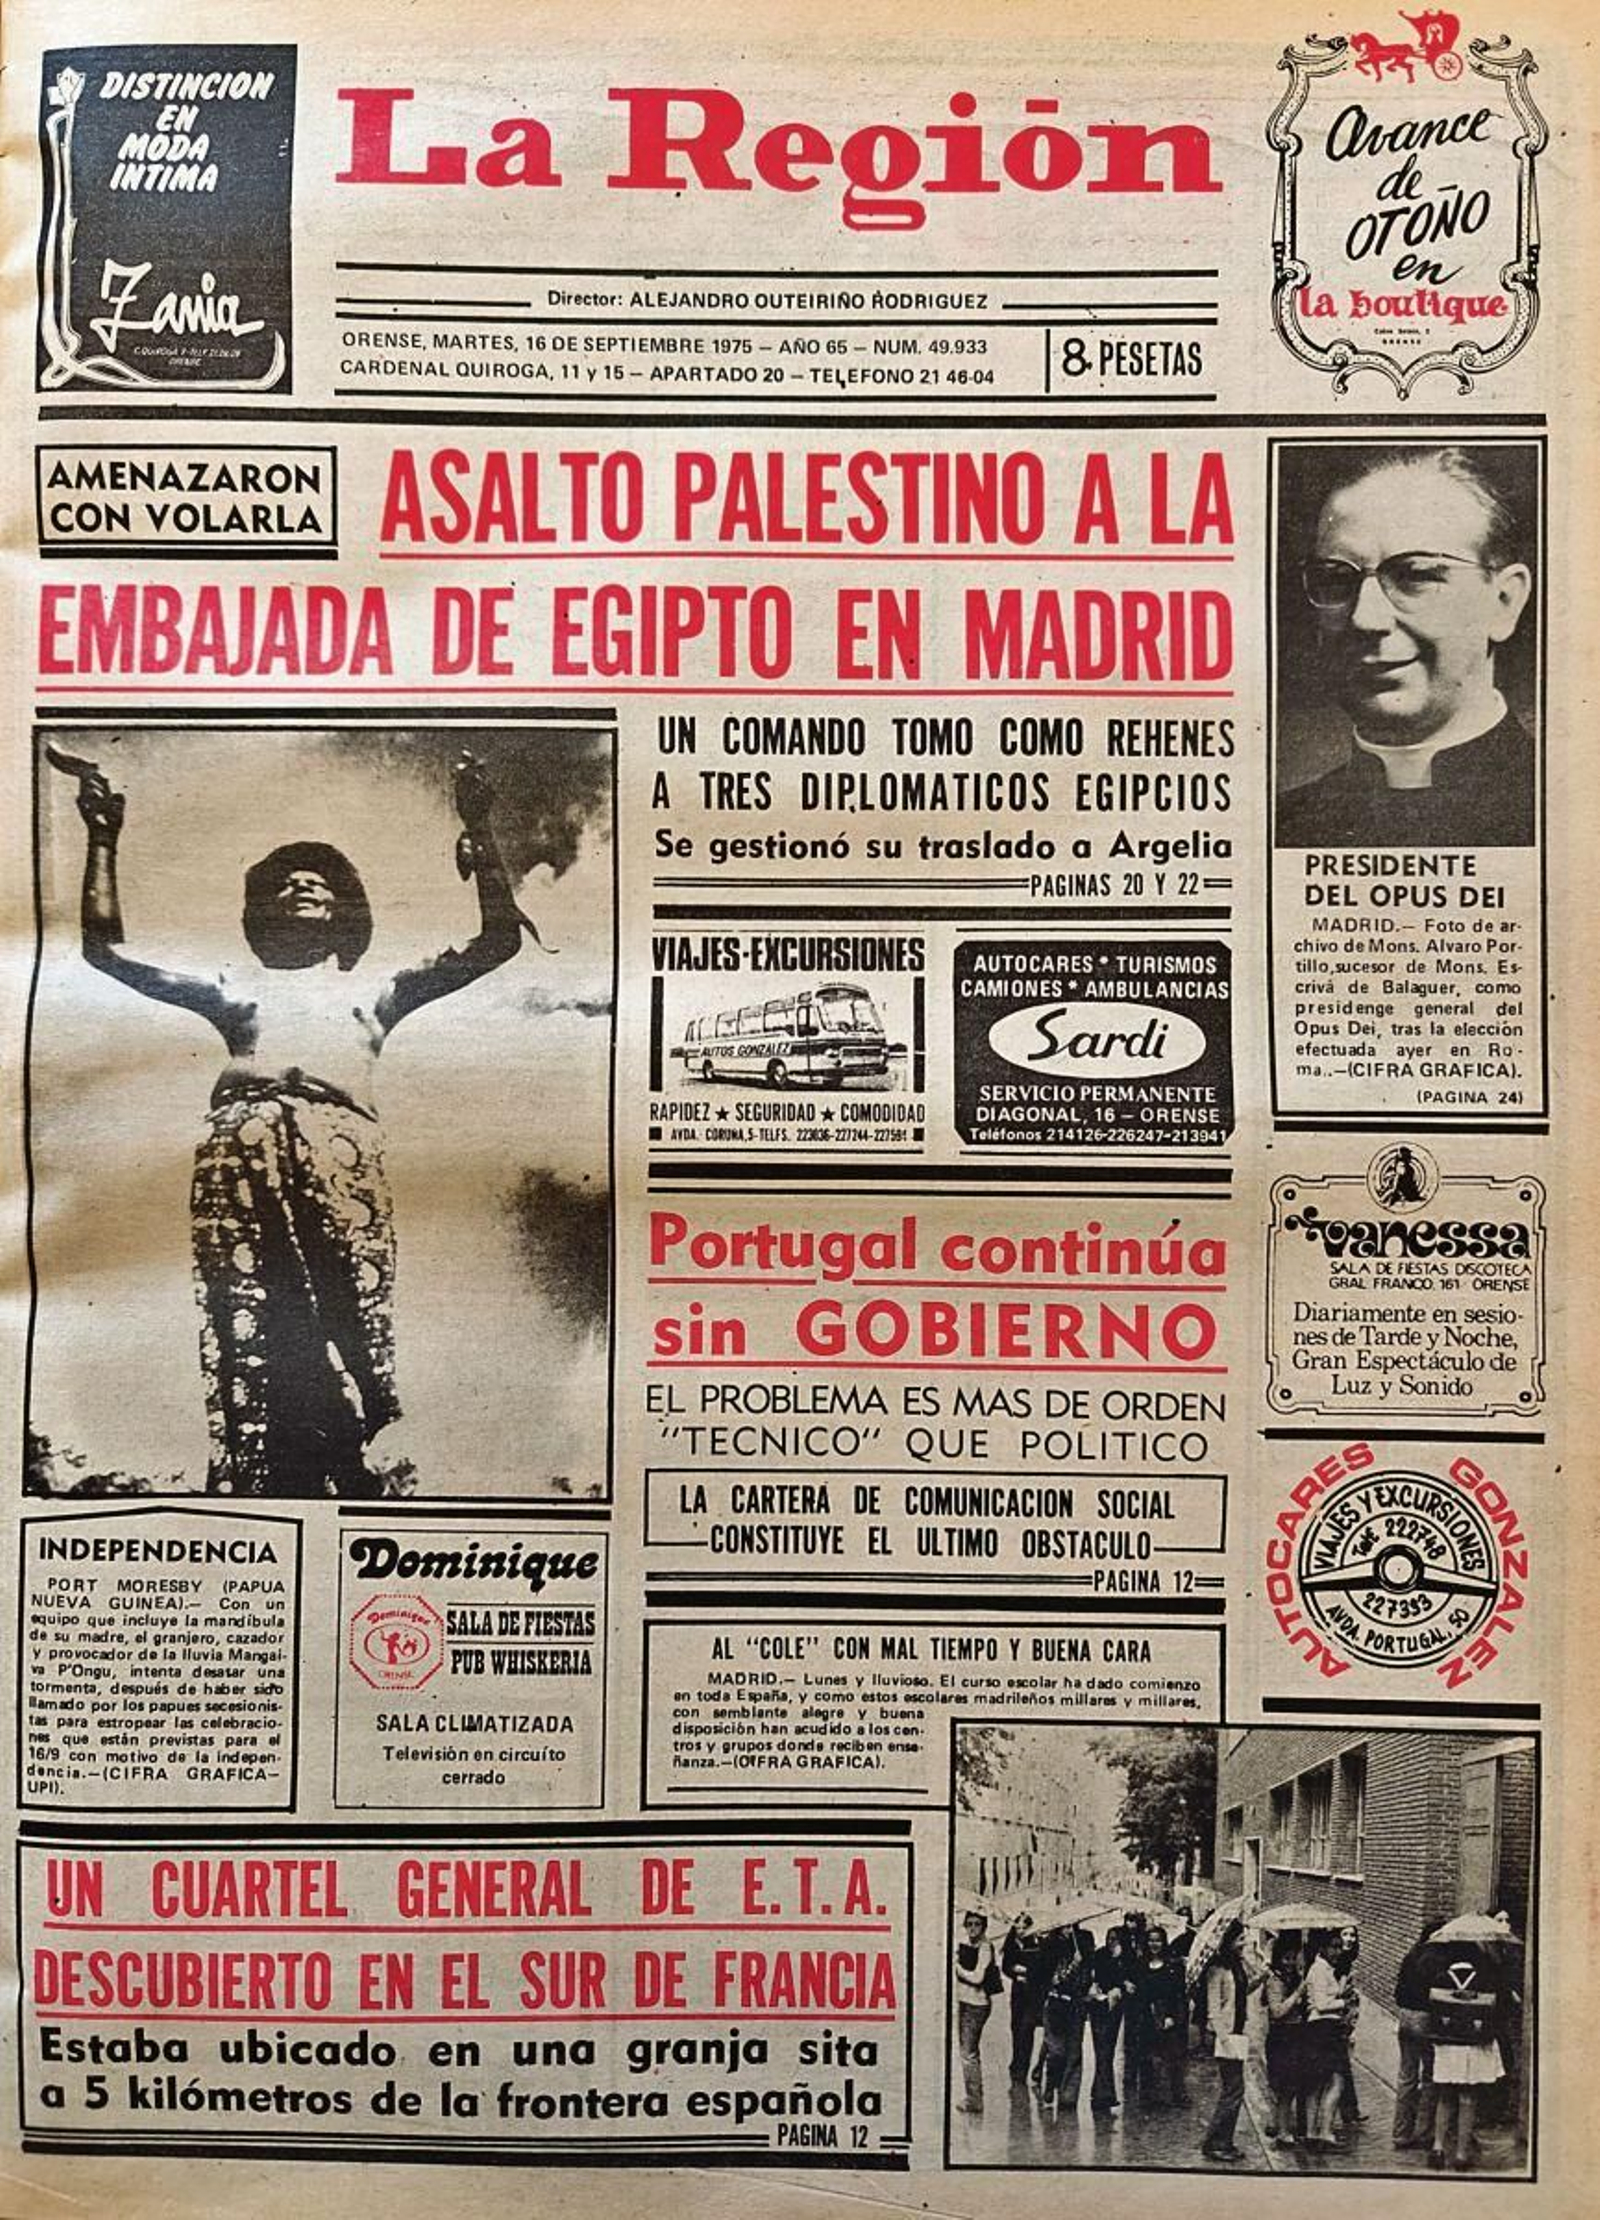 DISTINCION
EN
MODA
INTIMA
Zania
La Región
Director: ALEJANDRO OUTEIRIÑO RODRIGUEZ
ORENSE, MARTES, 16 DE SEPTIEMBRE 1975 — AÑO 65 — NUM. 49.933
CARDENAL QUIROGA, 11 y 15 — APARTADO 20 — TELEFONO 21 46-04
8 PESETAS
Avance
de
OTOÑO
en
la boutique
ORENSE
AMENAZARON
CON VOLARLA
ASALTO PALESTINO A LA
EMBAJADA DE EGIPTO EN MADRID
UN COMANDO TOMO COMO REHENES
A TRES DIPLOMATICOS EGIPCIOS
Se gestionó su traslado a Argelia
PAGINAS 20 Y 22
PRESIDENTE
DEL OPUS DEI
MADRID.— Foto de ar-
chivo de Mons. Alvaro Por-
tillo,sucesor de Mons. Es-
crivá de Balaguer, como
presidenge general del
Opus Dei, tras la elección
efectuada ayer en Ro-
ma..—(CIFRA GRAFICA).
(PAGINA 24)
VIAJES-EXCURSIONES
AUTOS GONZALEZ
RAPIDEZ ★ SEGURIDAD ★ COMODIDAD
AVDA. CORUÑA,5-TELFS. 223036-227244-227581
AUTOCARES * TURISMOS
CAMIONES * AMBULANCIAS
Sardi
SERVICIO PERMANENTE
DIAGONAL, 16 — ORENSE
Teléfonos 214126-226247-213941
Portugal continúa
sin GOBIERNO
EL PROBLEMA ES MAS DE ORDEN
"TECNICO" QUE POLITICO
LA CARTERA DE COMUNICACION SOCIAL
CONSTITUYE EL ULTIMO OBSTACULO
PAGINA 12
vanessa
SALA DE FIESTAS DISCOTECA
GRAL FRANCO, 161 ORENSE
Diariamente en sesio-
nes de Tarde y Noche,
Gran Espectáculo de
Luz y Sonido
AUTOCARES GONZALEZ
VIAJES Y EXCURSIONES
Telf 222748
227393
AVDA. PORTUGAL, 50
INDEPENDENCIA
PORT MORESBY (PAPUA
NUEVA GUINEA).— Con un
equipo que incluye la mandíbula
de su madre, el granjero, cazador
y provocador de la lluvia Mangai-
va P'Ongu, intenta desatar una
tormenta, después de haber sido
llamado por los papues secesionis-
tas para estropear las celebracio-
nes que están previstas para el
16/9 con motivo de la indepen-
dencia.—(CIFRA GRAFICA—
UPI).
Dominique
Dominique
ORENSE
SALA DE FIESTAS
PUB WHISKERIA
SALA CLIMATIZADA
Televisión en circuíto
cerrado
AL "COLE" CON MAL TIEMPO Y BUENA CARA
MADRID.— Lunes y lluvioso. El curso escolar ha dado comienzo
en toda España, y como estos escolares madrileños millares y millares,
con semblante alegre y buena
disposición han acudido a los cen-
tros y grupos donde reciben ense-
ñanza.—(CIFRA GRAFICA).
UN CUARTEL GENERAL DE E.T.A.
DESCUBIERTO EN EL SUR DE FRANCIA
Estaba ubicado en una granja sita
a 5 kilómetros de la frontera española
PAGINA 12